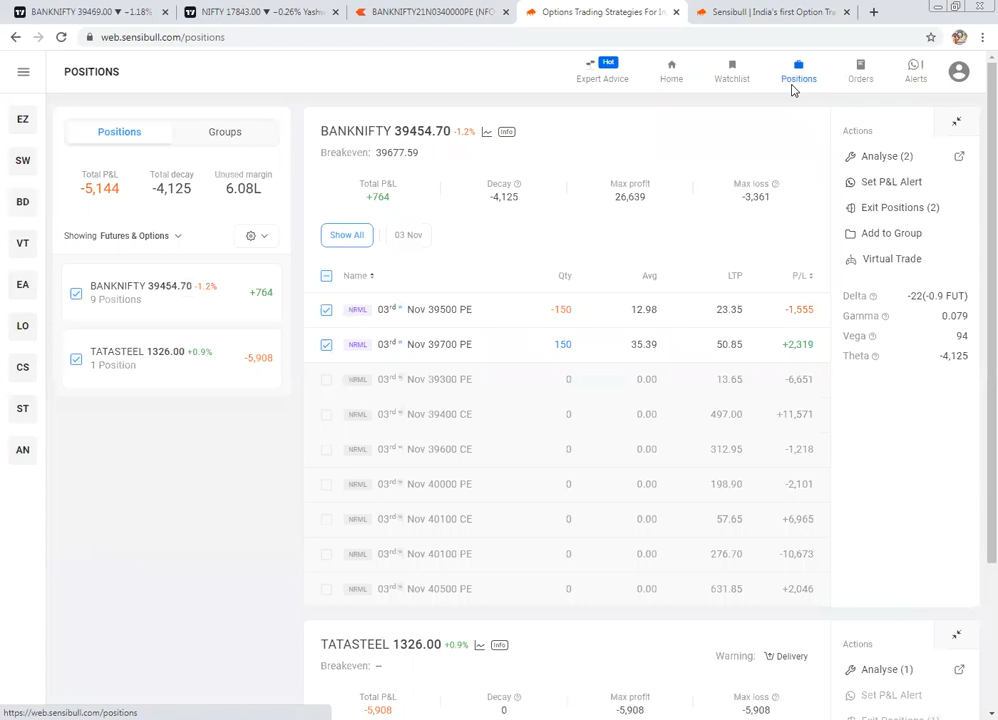 BANKNIFTY 39469.00 ▼ −1.18%
NIFTY 17843.00 ▼ −0.26% Yash
BANKNIFTY21N0340000PE (NFO
Options Trading Strategies For In
Sensibull | India's first Option Tra
web.sensibull.com/positions
POSITIONS
Hot
Expert Advice
Home
Watchlist
Positions
Orders
Alerts
EZ
SW
BD
VT
EA
LO
CS
ST
AN
Positions
Groups
Total P&L
Total decay
Unused margin
-5,144
-4,125
6.08L
Showing Futures & Options
BANKNIFTY 39454.70 -1.2%
9 Positions
+764
TATASTEEL 1326.00 +0.9%
1 Position
-5,908
BANKNIFTY 39454.70 -1.2% Info
Breakeven: 39677.59
Total P&L
+764
Decay
-4,125
Max profit
26,639
Max loss
-3,361
Show All
03 Nov
Name Qty Avg LTP P/L
NRML 03rd w Nov 39500 PE -150 12.98 23.35 -1,555
NRML 03rd w Nov 39700 PE 150 35.39 50.85 +2,319
NRML 03rd w Nov 39300 PE 0 0.00 13.65 -6,651
NRML 03rd w Nov 39400 CE 0 0.00 497.00 +11,571
NRML 03rd w Nov 39600 CE 0 0.00 312.95 -1,218
NRML 03rd w Nov 40000 PE 0 0.00 198.90 -2,101
NRML 03rd w Nov 40100 CE 0 0.00 57.65 +6,965
NRML 03rd w Nov 40100 PE 0 0.00 276.70 -10,673
NRML 03rd w Nov 40500 PE 0 0.00 631.85 +2,046
Actions
Analyse (2)
Set P&L Alert
Exit Positions (2)
Add to Group
Virtual Trade
Delta -22(-0.9 FUT)
Gamma 0.079
Vega 94
Theta -4,125
TATASTEEL 1326.00 +0.9% Info
Breakeven: --
Warning: Delivery
Total P&L
-5,908
Decay
0
Max profit
-5,908
Max loss
-5,908
Actions
Analyse (1)
Set P&L Alert
Exit Positions (1)
https://web.sensibull.com/positions